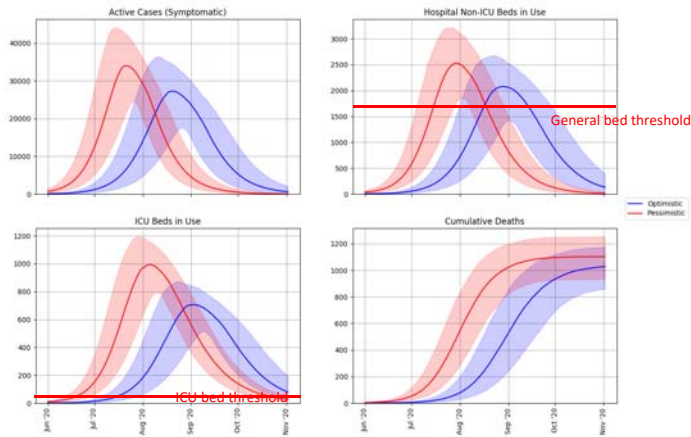 Active Cases (Symptomatic)
Hospital Non-ICU Beds in Use
40000
30000
20000
10000
0
3000
2500
2000
1500
1000
500
0
General bed threshold
Optimistic
Pessimistic
ICU Beds in Use
Cumulative Deaths
1200
1000
800
600
400
200
0
ICU bed threshold
Jun '20
Jul '20
Aug '20
Sep '20
Oct '20
Nov '20
1200
1000
800
600
400
200
0
Jun '20
Jul '20
Aug '20
Sep '20
Oct '20
Nov '20